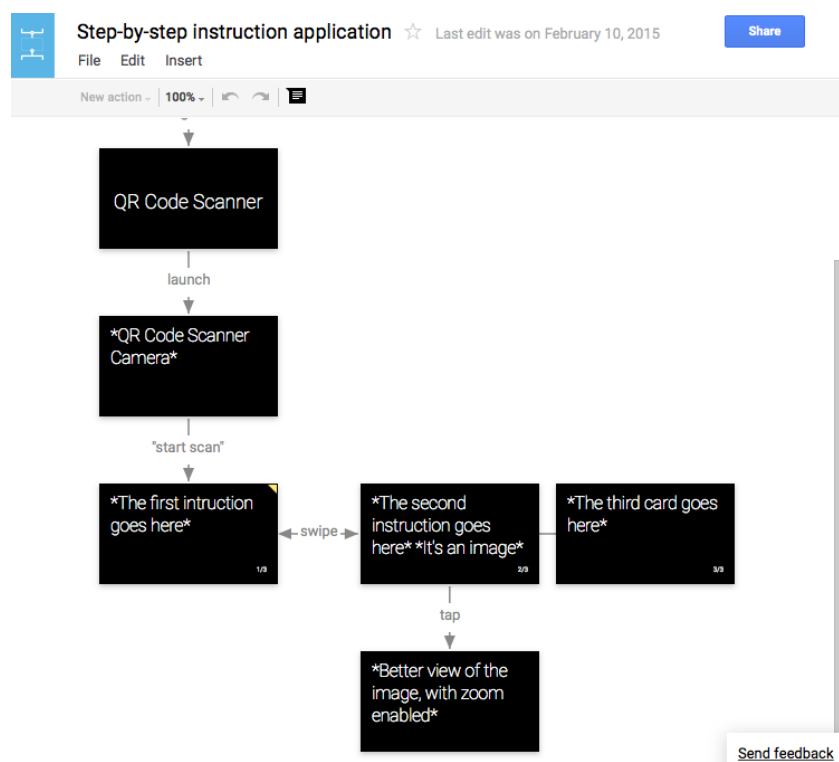 Step-by-step instruction application
Last edit was on February 10, 2015
Share
File Edit Insert
New action
100%
QR Code Scanner
launch
*QR Code Scanner
Camera*
"start scan"
*The first intruction
goes here*
1/3
swipe
*The second
instruction goes
here* *It's an image*
2/3
*The third card goes
here*
3/3
tap
*Better view of the
image, with zoom
enabled*
Send feedback